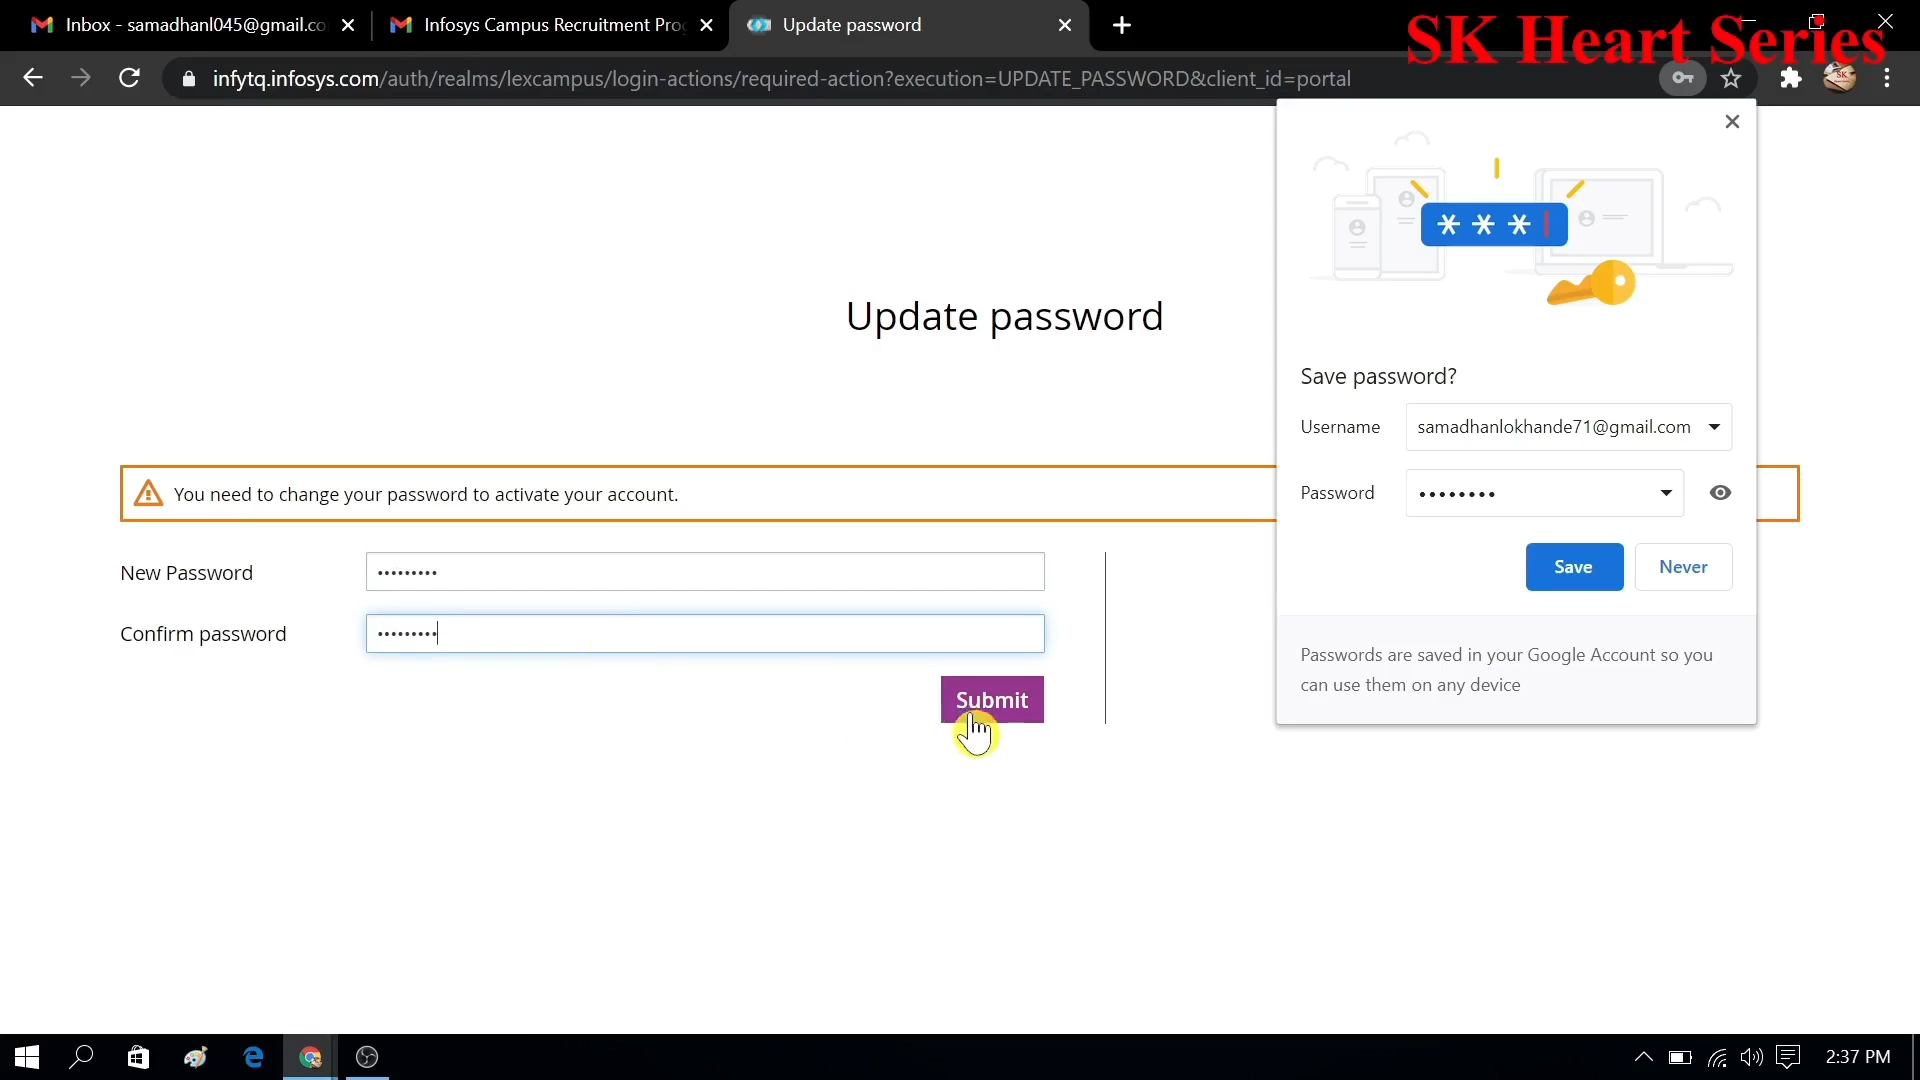 Inbox - samadhanl045@gmail.co
Infosys Campus Recruitment Pro
Update password
SK Heart Series
infytq.infosys.com/auth/realms/lexcampus/login-actions/required-action?execution=UPDATE_PASSWORD&client_id=portal
Update password
You need to change your password to activate your account.
New Password
Confirm password
Submit
Save password?
Username
samadhanlokhande71@gmail.com
Password
Save
Never
Passwords are saved in your Google Account so you
can use them on any device
2:37 PM